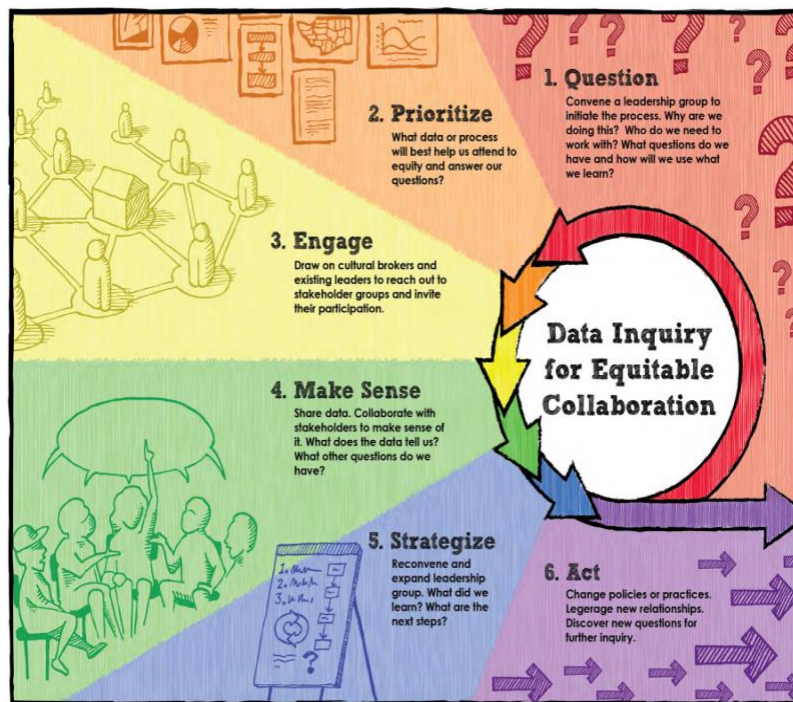 1. Question
Convene a leadership group to
initiate the process. Why are we
doing this?  Who do we need to
work with? What questions do we
have and how will we use what
we learn?
2. Prioritize
What data or process
will best help us attend to
equity and answer our
questions?
3. Engage
Draw on cultural brokers and
existing leaders to reach out to
stakeholder groups and invite
their participation.
4. Make Sense
Share data. Collaborate with
stakeholders to make sense of
it. What does the data tell us?
What other questions do we
have?
5. Strategize
Reconvene and
expand leadership
group. What did we
learn? What are the
next steps?
6. Act
Change policies or practices.
Legerage new relationships.
Discover new questions for
further inquiry.
Data Inquiry
for Equitable
Collaboration
1.
2.
3.
?